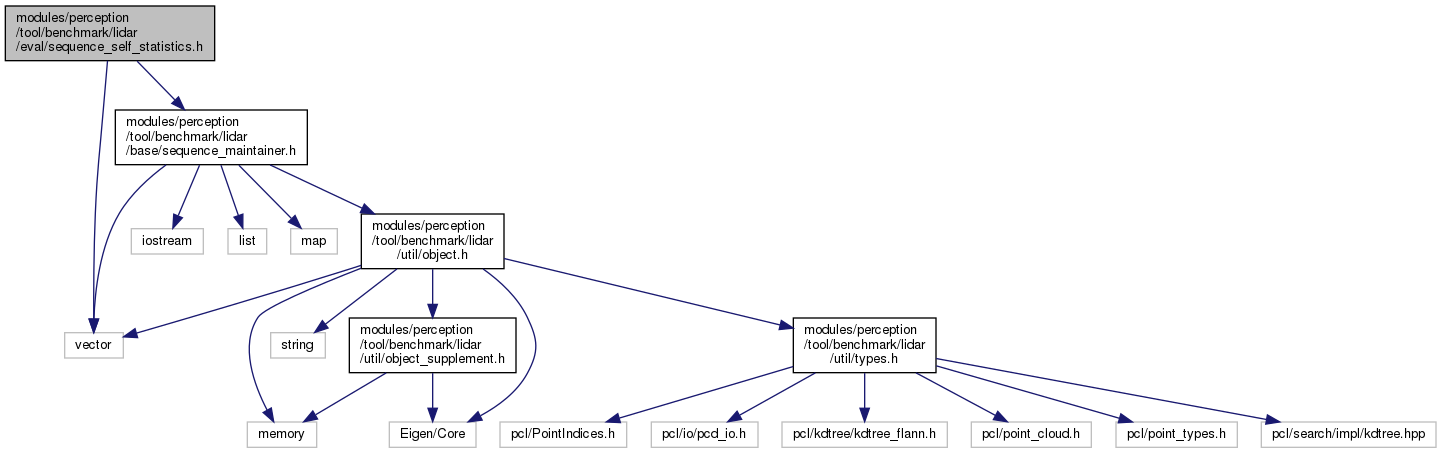 modules/perception
/tool/benchmark/lidar
/eval/sequence_self_statistics.h
modules/perception
/tool/benchmark/lidar
/base/sequence_maintainer.h
iostream
list
map
modules/perception
/tool/benchmark/lidar
/util/object.h
vector
string
modules/perception
/tool/benchmark/lidar
/util/object_supplement.h
modules/perception
/tool/benchmark/lidar
/util/types.h
memory
Eigen/Core
pcl/PointIndices.h
pcl/io/pcd_io.h
pcl/kdtree/kdtree_flann.h
pcl/point_cloud.h
pcl/point_types.h
pcl/search/impl/kdtree.hpp